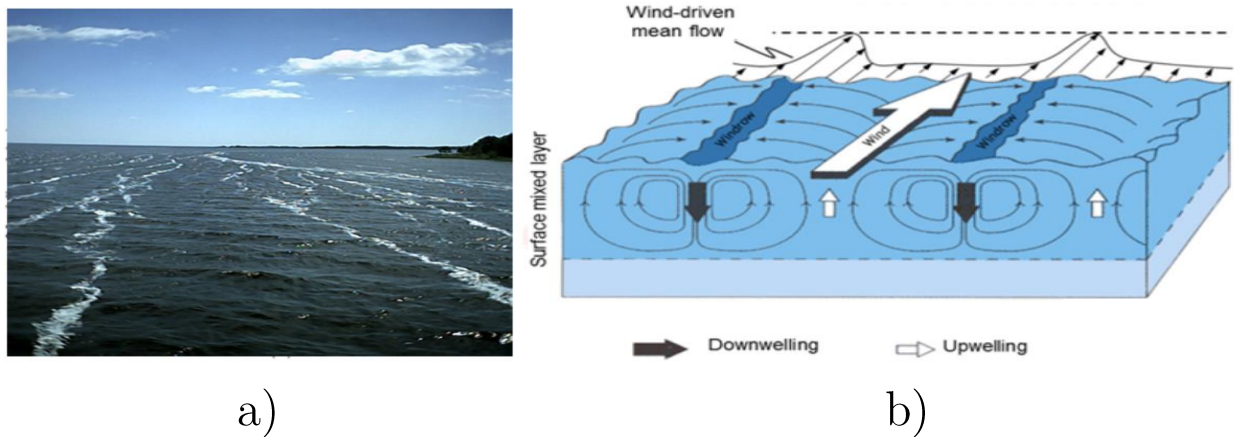 Wind-driven
mean flow
Surface mixed layer
Windrow
Wind
Windrow
Downwelling
Upwelling
a)
b)